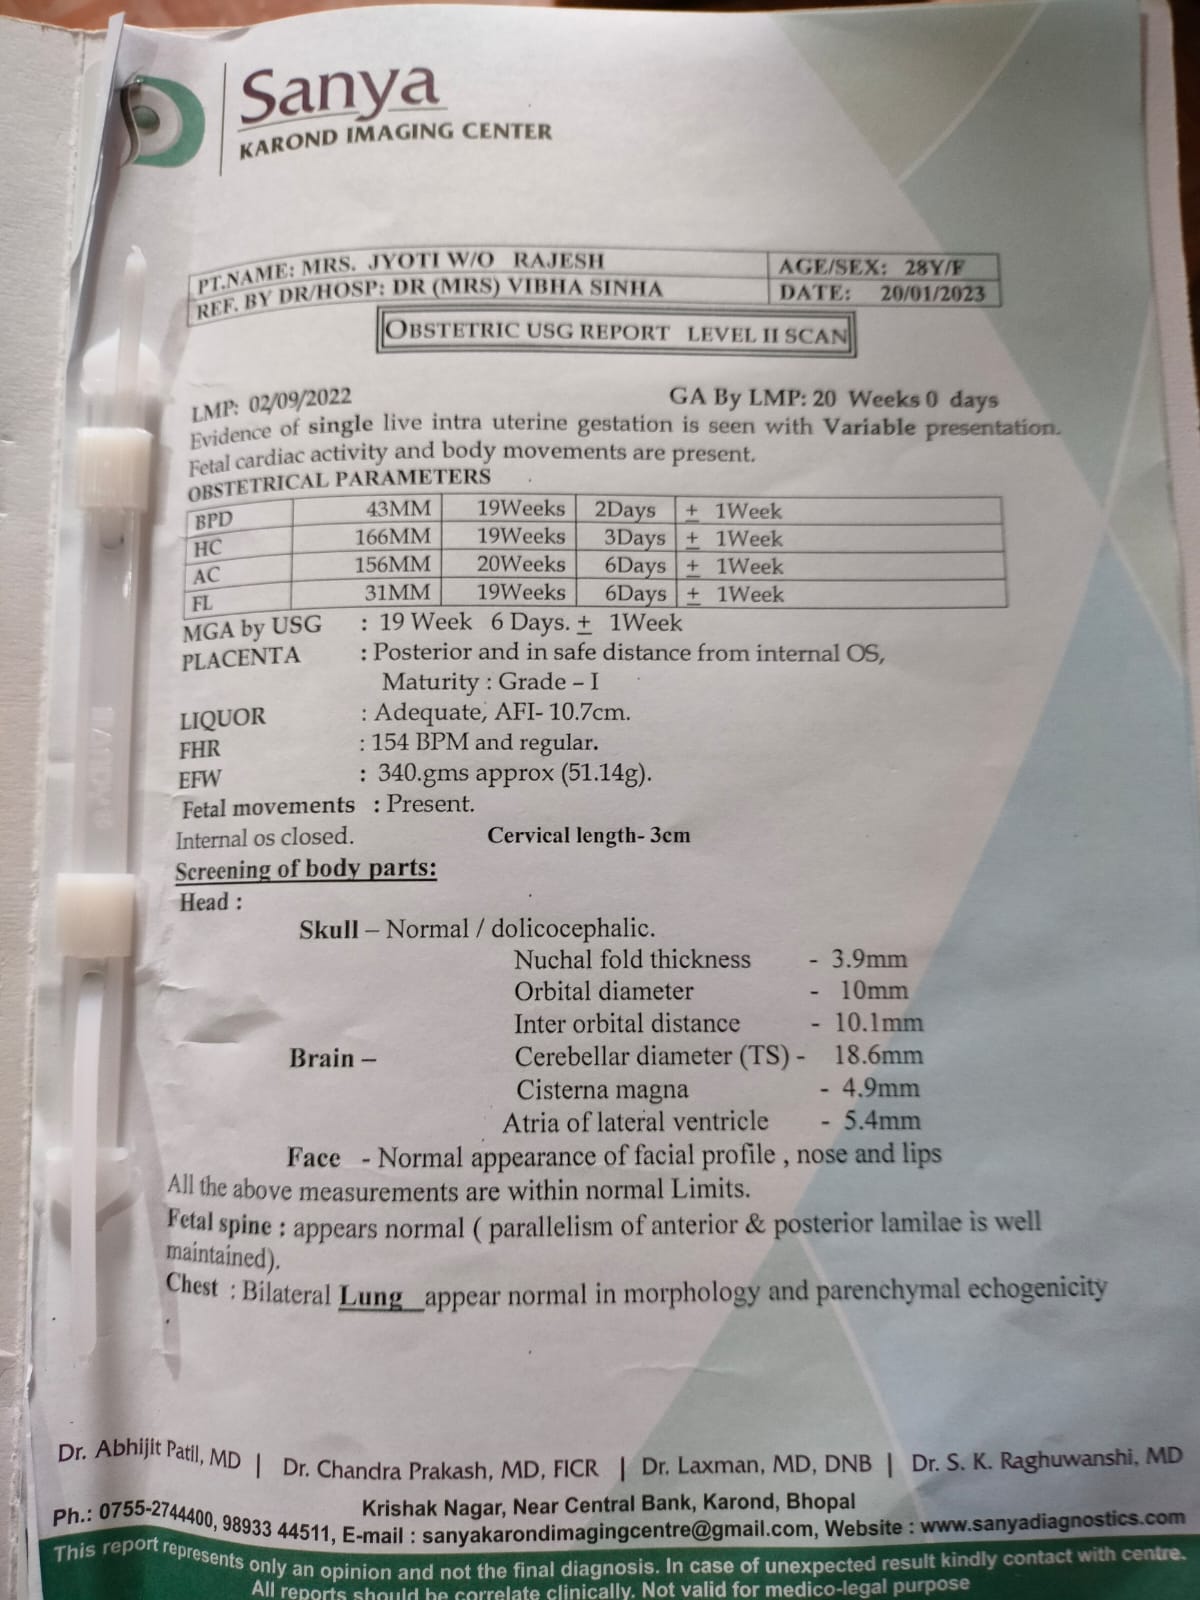 Sanya
KAROND IMAGING CENTER
PT.NAME: MRS. JYOTI W/O RAJESH
AGE/SEX: 28Y/F
REF. BY DR/HOSP: DR (MRS) VIBHA SINHA
DATE: 20/01/2023
OBSTETRIC USG REPORT LEVEL II SCAN
LMP: 02/09/2022 GA By LMP: 20 Weeks 0 days
Evidence of single live intra uterine gestation is seen with Variable presentation.
Fetal cardiac activity and body movements are present.
OBSTETRICAL PARAMETERS
BPD 43MM 19Weeks 2Days ± 1Week
HC 166MM 19Weeks 3Days ± 1Week
AC 156MM 20Weeks 6Days ± 1Week
FL 31MM 19Weeks 6Days ± 1Week
MGA by USG : 19 Week 6 Days. ± 1Week
PLACENTA : Posterior and in safe distance from internal OS,
Maturity : Grade – I
LIQUOR : Adequate, AFI- 10.7cm.
FHR : 154 BPM and regular.
EFW : 340.gms approx (51.14g).
Fetal movements : Present.
Internal os closed. Cervical length- 3cm
Screening of body parts:
Head :
Skull – Normal / dolicocephalic.
Nuchal fold thickness - 3.9mm
Orbital diameter - 10mm
Inter orbital distance - 10.1mm
Brain – Cerebellar diameter (TS) - 18.6mm
Cisterna magna - 4.9mm
Atria of lateral ventricle - 5.4mm
Face - Normal appearance of facial profile , nose and lips
All the above measurements are within normal Limits.
Fetal spine : appears normal ( parallelism of anterior & posterior lamilae is well
maintained).
Chest : Bilateral Lung appear normal in morphology and parenchymal echogenicity
Dr. Abhijit Patil, MD | Dr. Chandra Prakash, MD, FICR | Dr. Laxman, MD, DNB | Dr. S. K. Raghuwanshi, MD
Krishak Nagar, Near Central Bank, Karond, Bhopal
Ph.: 0755-2744400, 98933 44511, E-mail : sanyakarondimagingcentre@gmail.com, Website : www.sanyadiagnostics.com
This report represents only an opinion and not the final diagnosis. In case of unexpected result kindly contact with centre.
All reports should be correlate clinically. Not valid for medico-legal purpose